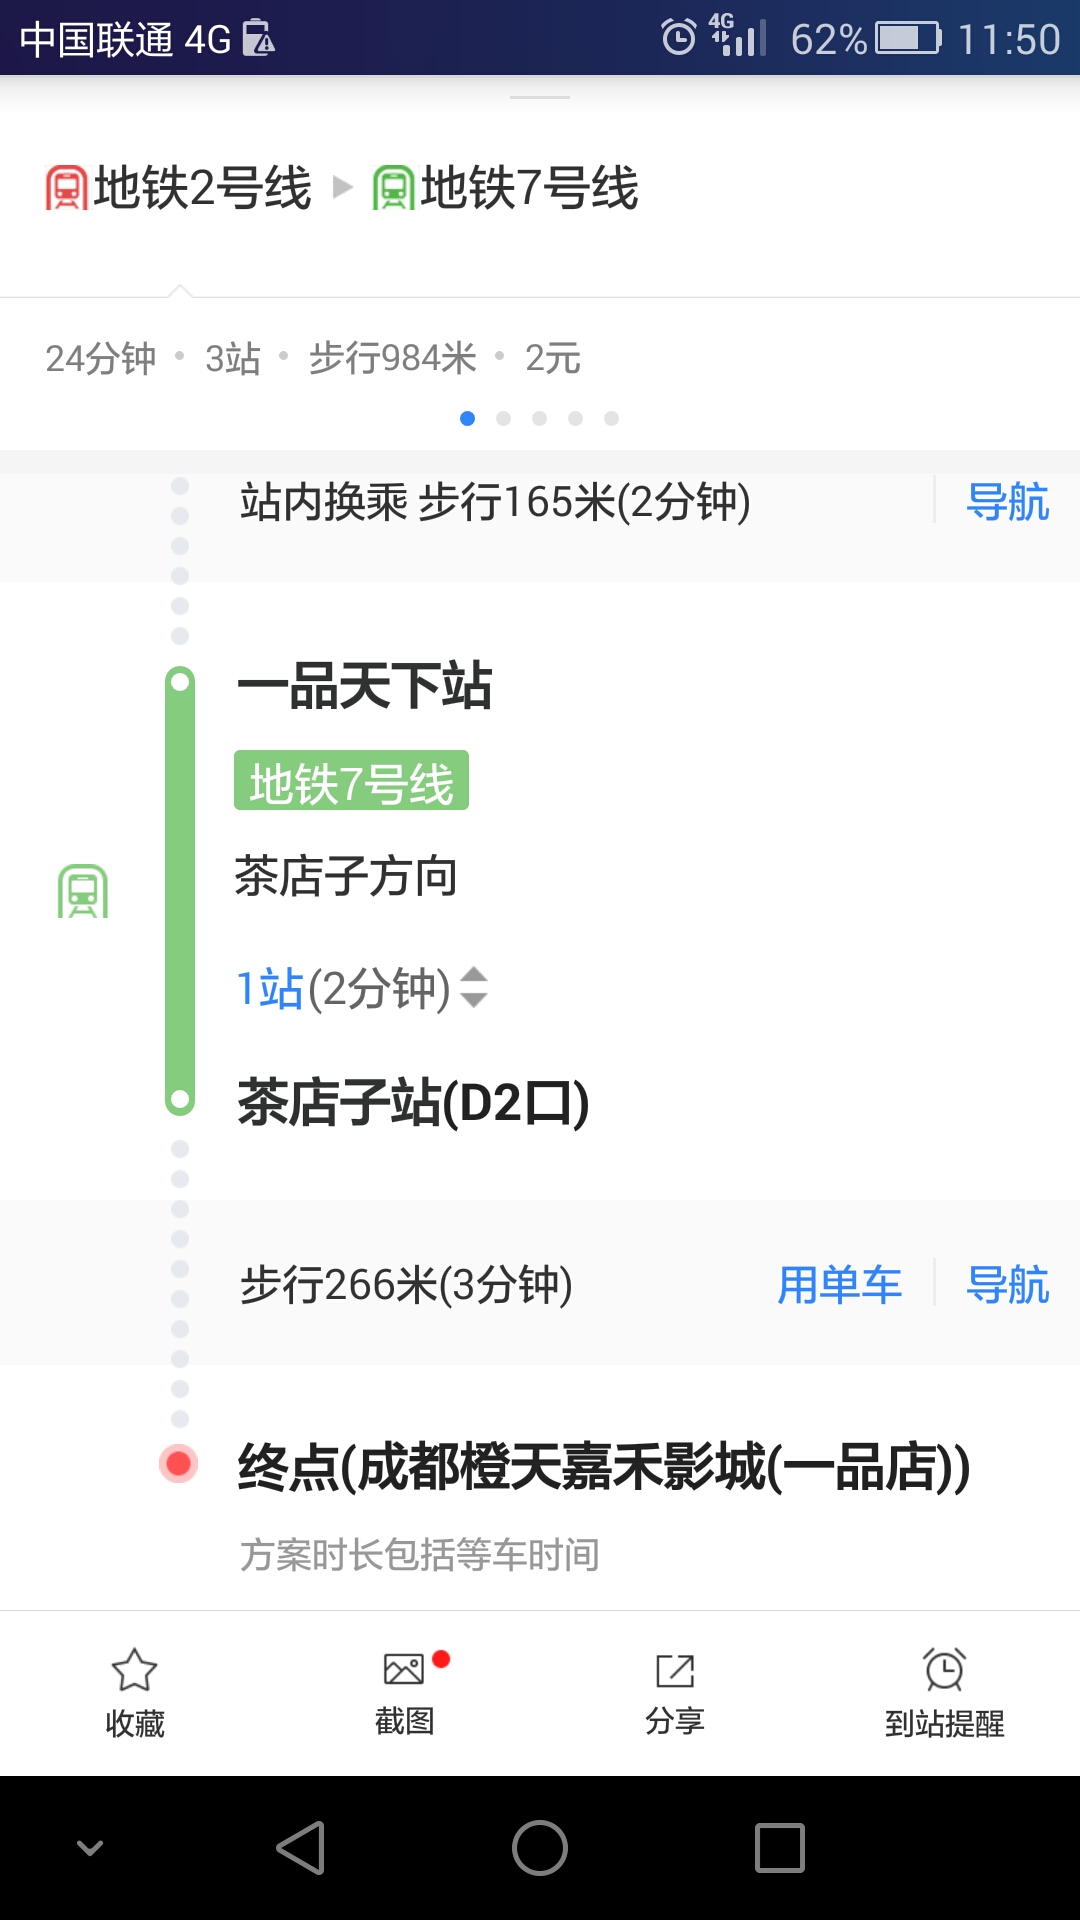 中国联通 4G 4G 62% 11:50
地铁2号线 地铁7号线
24分钟 • 3站 • 步行984米 • 2元
站内换乘 步行165米(2分钟) 导航
一品天下站
地铁7号线
茶店子方向
1站(2分钟)
茶店子站(D2口)
步行266米(3分钟) 用单车 导航
终点(成都橙天嘉禾影城(一品店))
方案时长包括等车时间
收藏 截图 分享 到站提醒